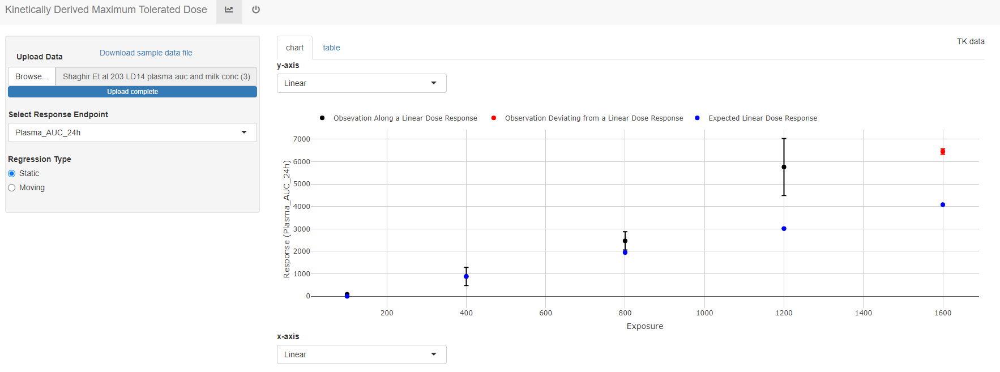 Kinetically Derived Maximum Tolerated Dose
Upload Data
Download sample data file
Browse...
Shaghir Et al 203 LD14 plasma auc and milk conc (3)
Upload complete
Select Response Endpoint
Plasma_AUC_24h
Regression Type
Static
Moving
chart
table
TK data
y-axis
Linear
Obsevation Along a Linear Dose Response
Observation Deviating from a Linear Dose Response
Expected Linear Dose Response
Response (Plasma_AUC_24h)
7000
6000
5000
4000
3000
2000
1000
0
200 400 600 800 1000 1200 1400 1600
Exposure
x-axis
Linear